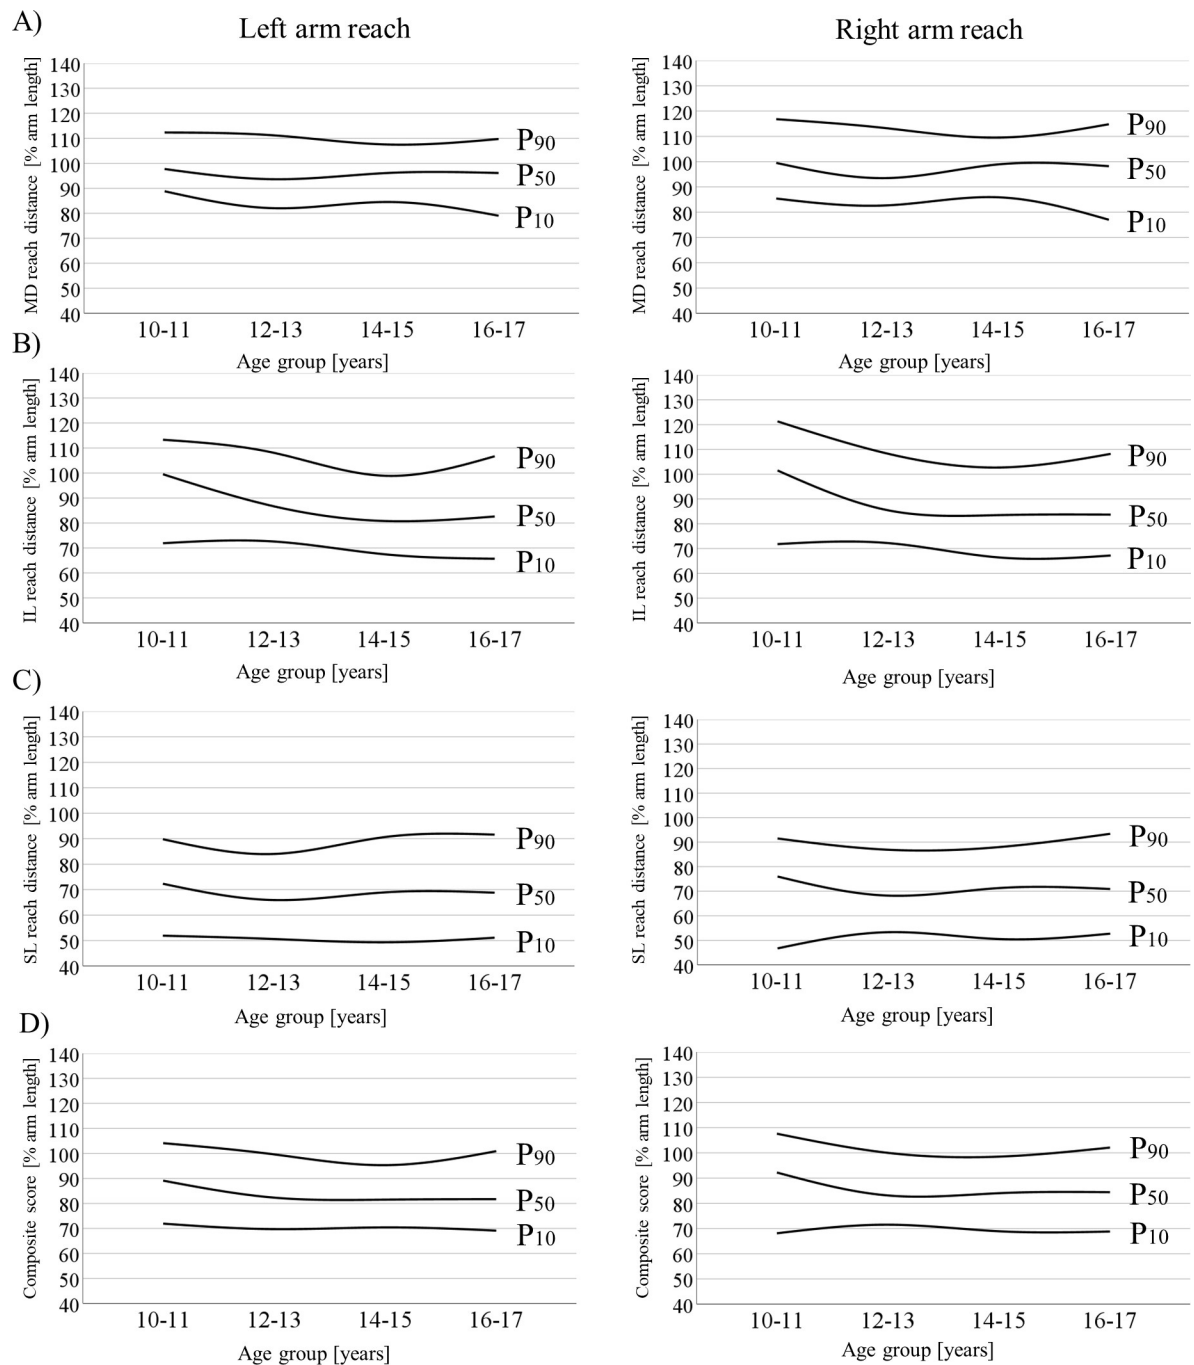 A)
Left arm reach
Right arm reach
MD reach distance [% arm length]
140
130
120
110
100
90
80
70
60
50
40
P90
P50
P10
10-11 12-13 14-15 16-17
Age group [years]
MD reach distance [% arm length]
140
130
120
110
100
90
80
70
60
50
40
P90
P50
P10
10-11 12-13 14-15 16-17
Age group [years]
B)
IL reach distance [% arm length]
140
130
120
110
100
90
80
70
60
50
40
P90
P50
P10
10-11 12-13 14-15 16-17
Age group [years]
IL reach distance [% arm length]
140
130
120
110
100
90
80
70
60
50
40
P90
P50
P10
10-11 12-13 14-15 16-17
Age group [years]
C)
SL reach distance [% arm length]
140
130
120
110
100
90
80
70
60
50
40
P90
P50
P10
10-11 12-13 14-15 16-17
Age group [years]
SL reach distance [% arm length]
140
130
120
110
100
90
80
70
60
50
40
P90
P50
P10
10-11 12-13 14-15 16-17
Age group [years]
D)
Composite score [% arm length]
140
130
120
110
100
90
80
70
60
50
40
P90
P50
P10
10-11 12-13 14-15 16-17
Age group [years]
Composite score [% arm length]
140
130
120
110
100
90
80
70
60
50
40
P90
P50
P10
10-11 12-13 14-15 16-17
Age group [years]